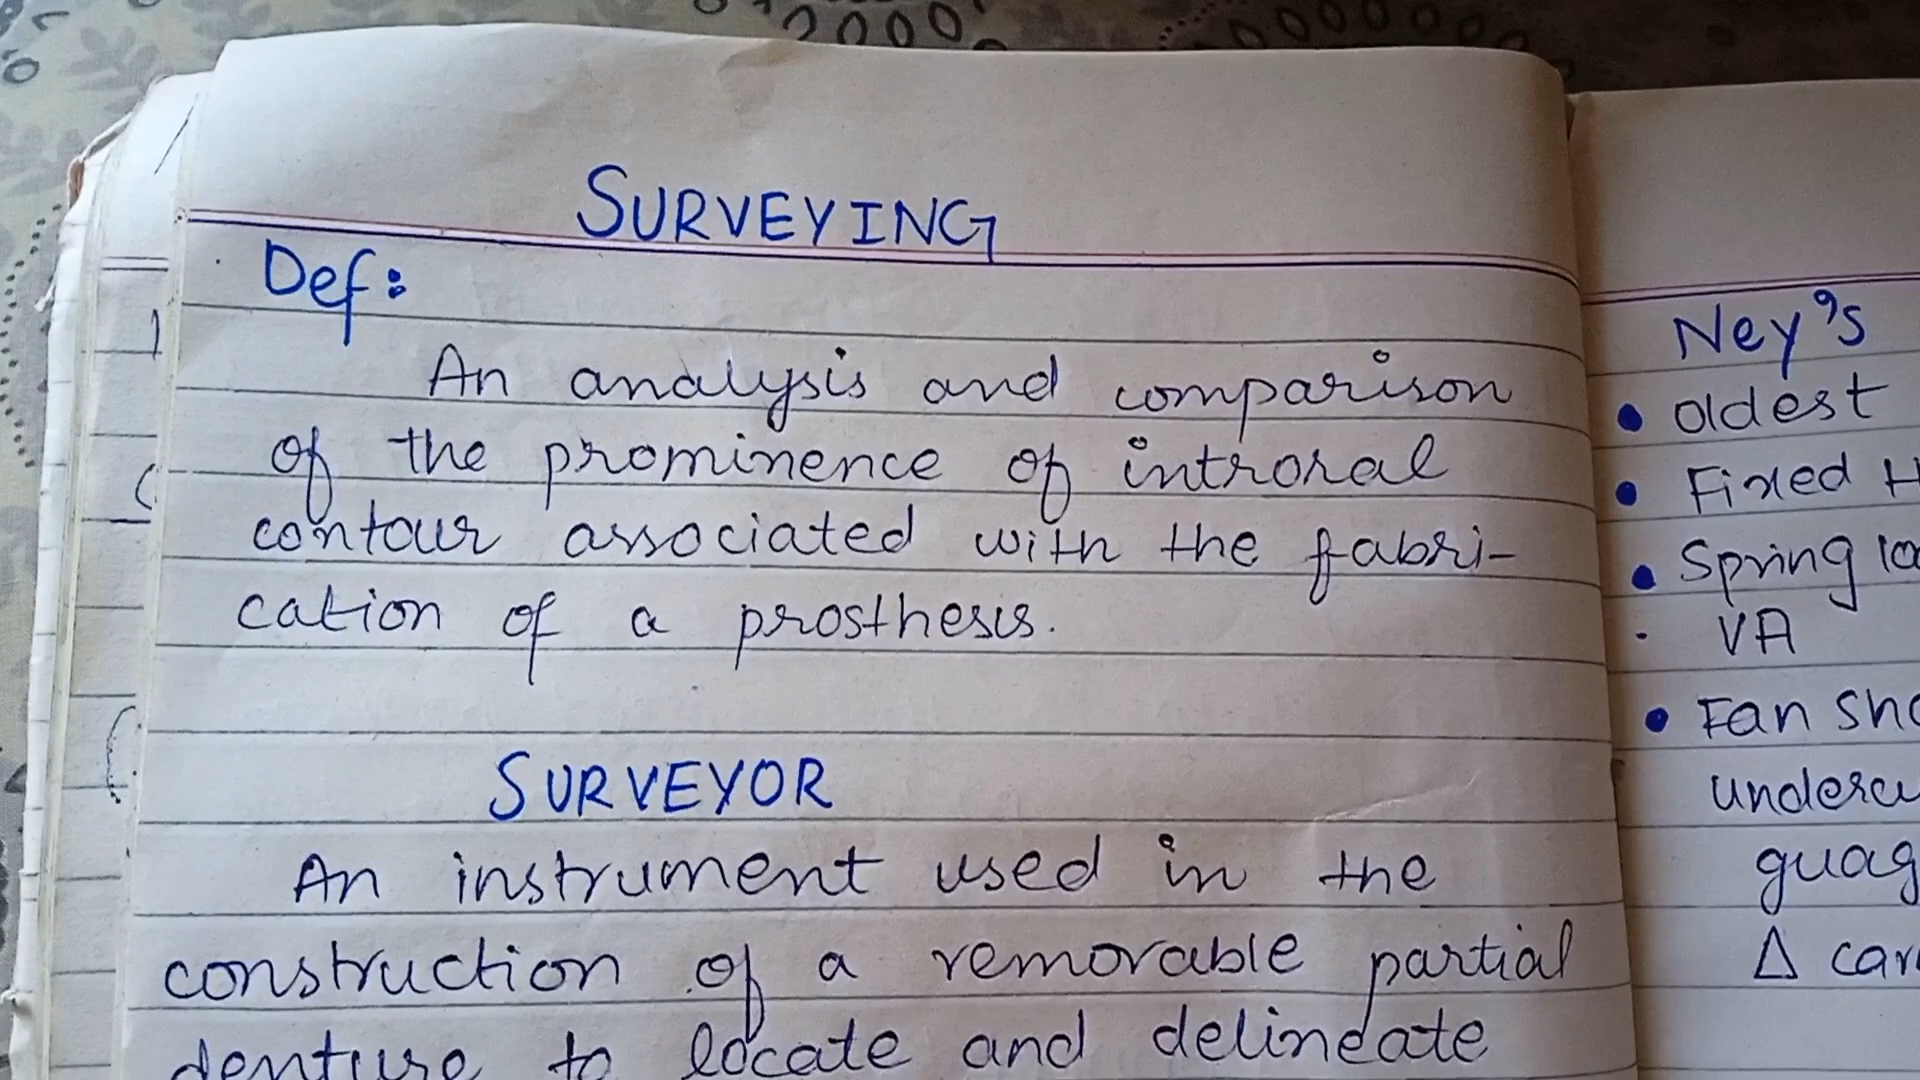 SURVEYING
Def:
An analysis and comparison
of the prominence of introral
contour associated with the fabri-
cation of a prosthesis.
SURVEYOR
An instrument used in the
construction of a removable partial
denture to locate and delineate
Ney's
• oldest
• Fixed
• Spring
VA
• Fan
Δ